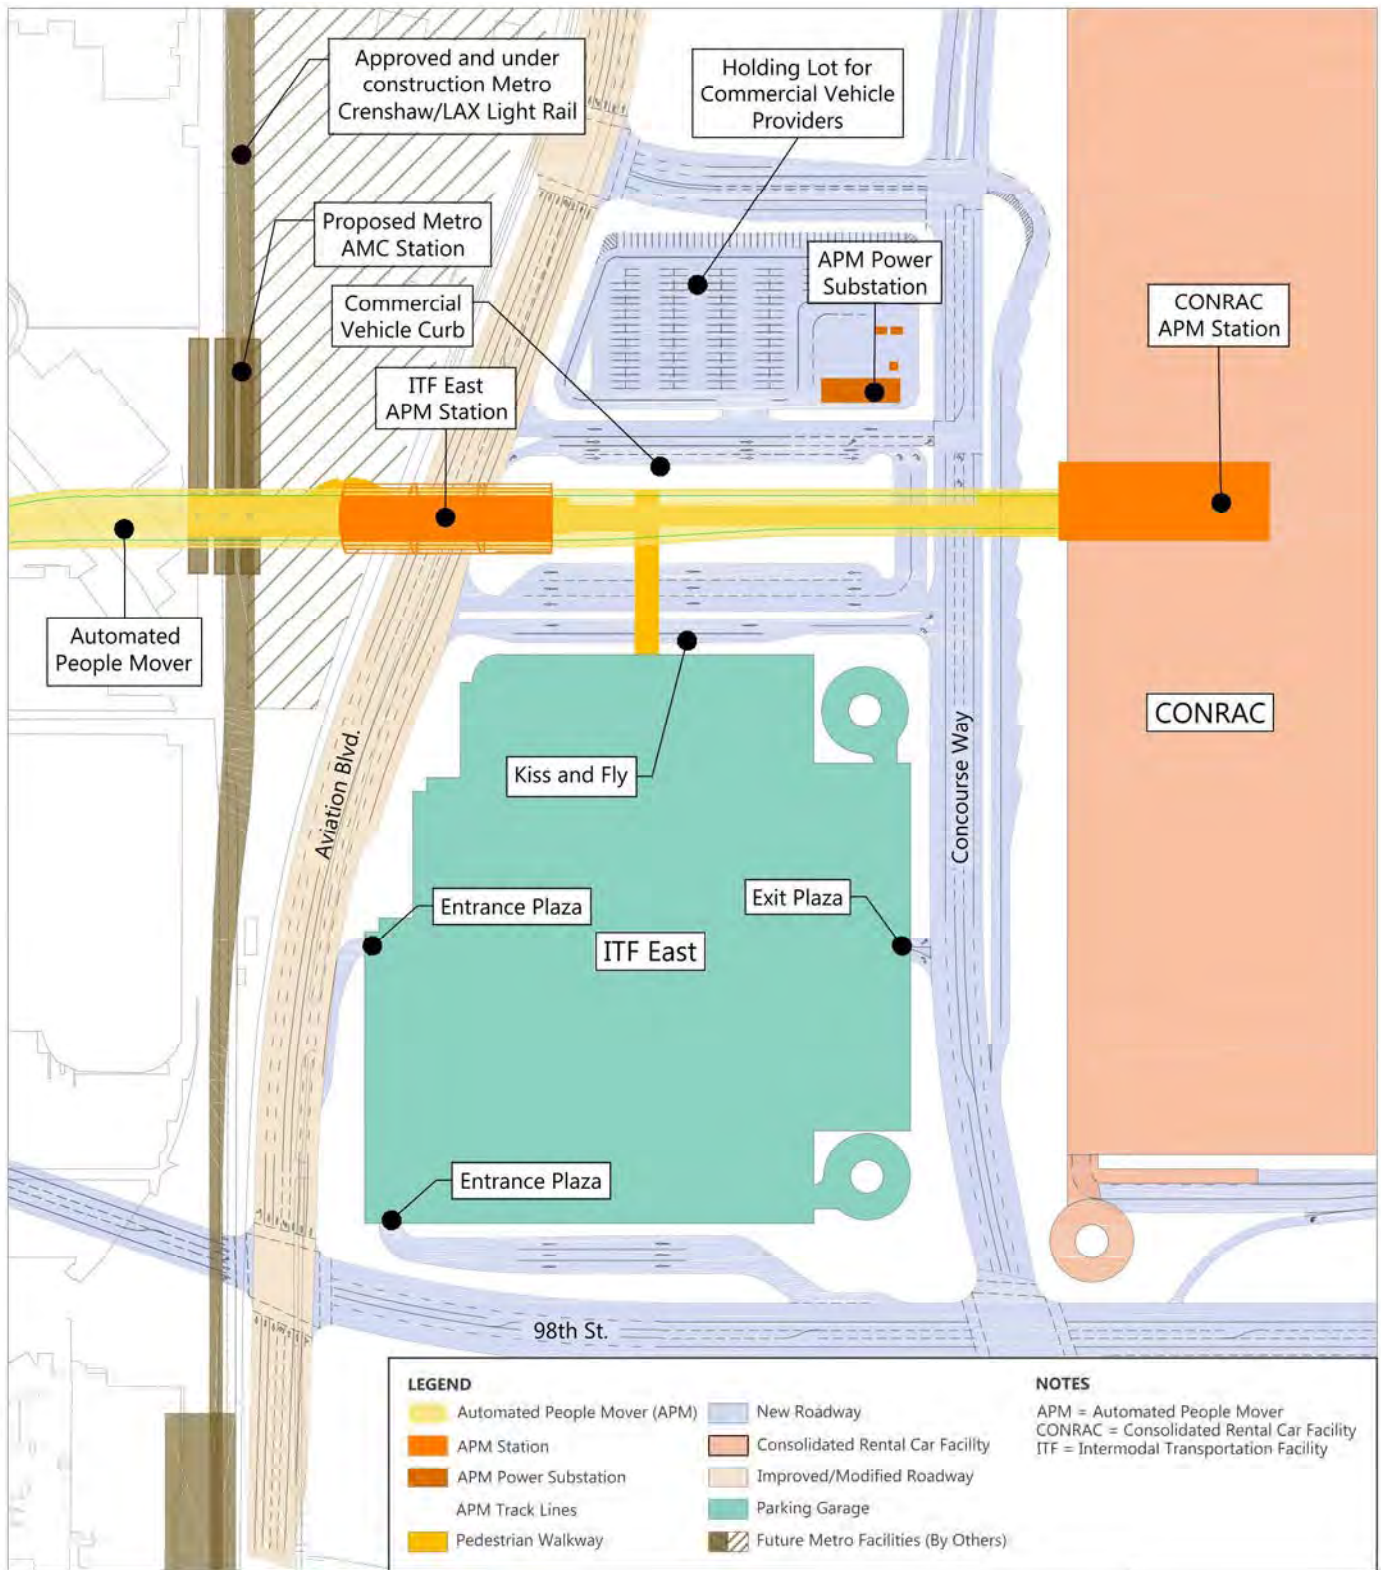 Approved and under
construction Metro
Crenshaw/LAX Light Rail
Holding Lot for
Commercial Vehicle
Providers
Proposed Metro
AMC Station
APM Power
Substation
Commercial
Vehicle Curb
CONRAC
APM Station
ITF East
APM Station
Automated
People Mover
CONRAC
Kiss and Fly
Aviation Blvd.
Concourse Way
Entrance Plaza
Exit Plaza
ITF East
Entrance Plaza
98th St.
LEGEND
Automated People Mover (APM)
APM Station
APM Power Substation
APM Track Lines
Pedestrian Walkway
New Roadway
Consolidated Rental Car Facility
Improved/Modified Roadway
Parking Garage
Future Metro Facilities (By Others)
NOTES
APM = Automated People Mover
CONRAC = Consolidated Rental Car Facility
ITF = Intermodal Transportation Facility